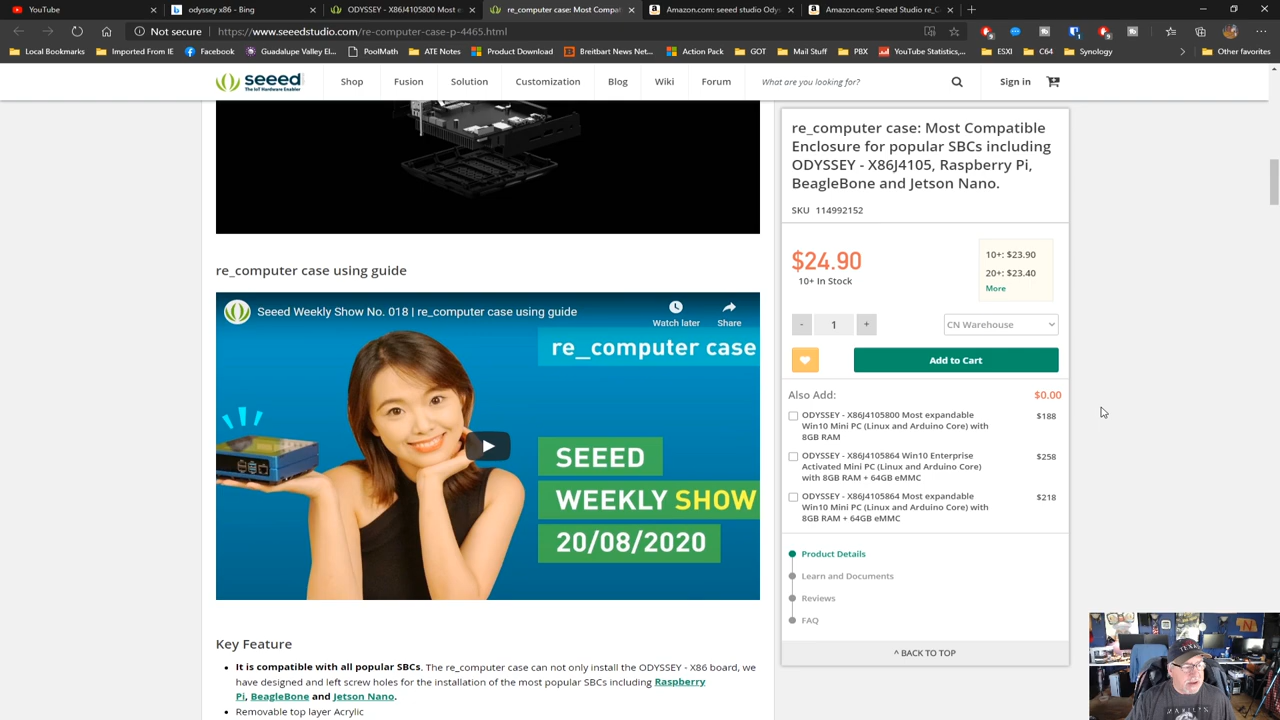 YouTube
odyssey x86 - Bing
ODYSSEY - X86J4105800 Most e
re_computer case: Most Compat
Amazon.com: seeed studio Odys
Amazon.com: Seeed Studio re_C
Not secure
https://www.seeedstudio.com/re-computer-case-p-4465.html
Local Bookmarks
Imported From IE
Facebook
Guadalupe Valley El...
PoolMath
ATE Notes
Product Download
Breitbart News Net...
Action Pack
GOT
Mail Stuff
PBX
YouTube Statistics,...
ESXI
C64
Synology
Other favorites
seeed
The IoT Hardware Enabler
Shop
Fusion
Solution
Customization
Blog
Wiki
Forum
What are you looking for?
Sign in
re_computer case: Most Compatible
Enclosure for popular SBCs including
ODYSSEY - X86J4105, Raspberry Pi,
BeagleBone and Jetson Nano.
SKU 114992152
$24.90
10+ In Stock
10+: $23.90
20+: $23.40
More
- 1 +
CN Warehouse
Add to Cart
Also Add:
$0.00
ODYSSEY - X86J4105800 Most expandable
Win10 Mini PC (Linux and Arduino Core) with
8GB RAM
$188
ODYSSEY - X86J4105864 Win10 Enterprise
Activated Mini PC (Linux and Arduino Core)
with 8GB RAM + 64GB eMMC
$258
ODYSSEY - X86J4105864 Most expandable
Win10 Mini PC (Linux and Arduino Core) with
8GB RAM + 64GB eMMC
$218
Product Details
Learn and Documents
Reviews
FAQ
^ BACK TO TOP
re_computer case using guide
Seeed Weekly Show No. 018 | re_computer case using guide
Watch later
Share
re_computer case
SEEED
WEEKLY SHOW
20/08/2020
Key Feature
It is compatible with all popular SBCs. The re_computer case can not only install the ODYSSEY - X86 board, we
have designed and left screw holes for the installation of the most popular SBCs including Raspberry
Pi, BeagleBone and Jetson Nano.
Removable top layer Acrylic
TEXAS